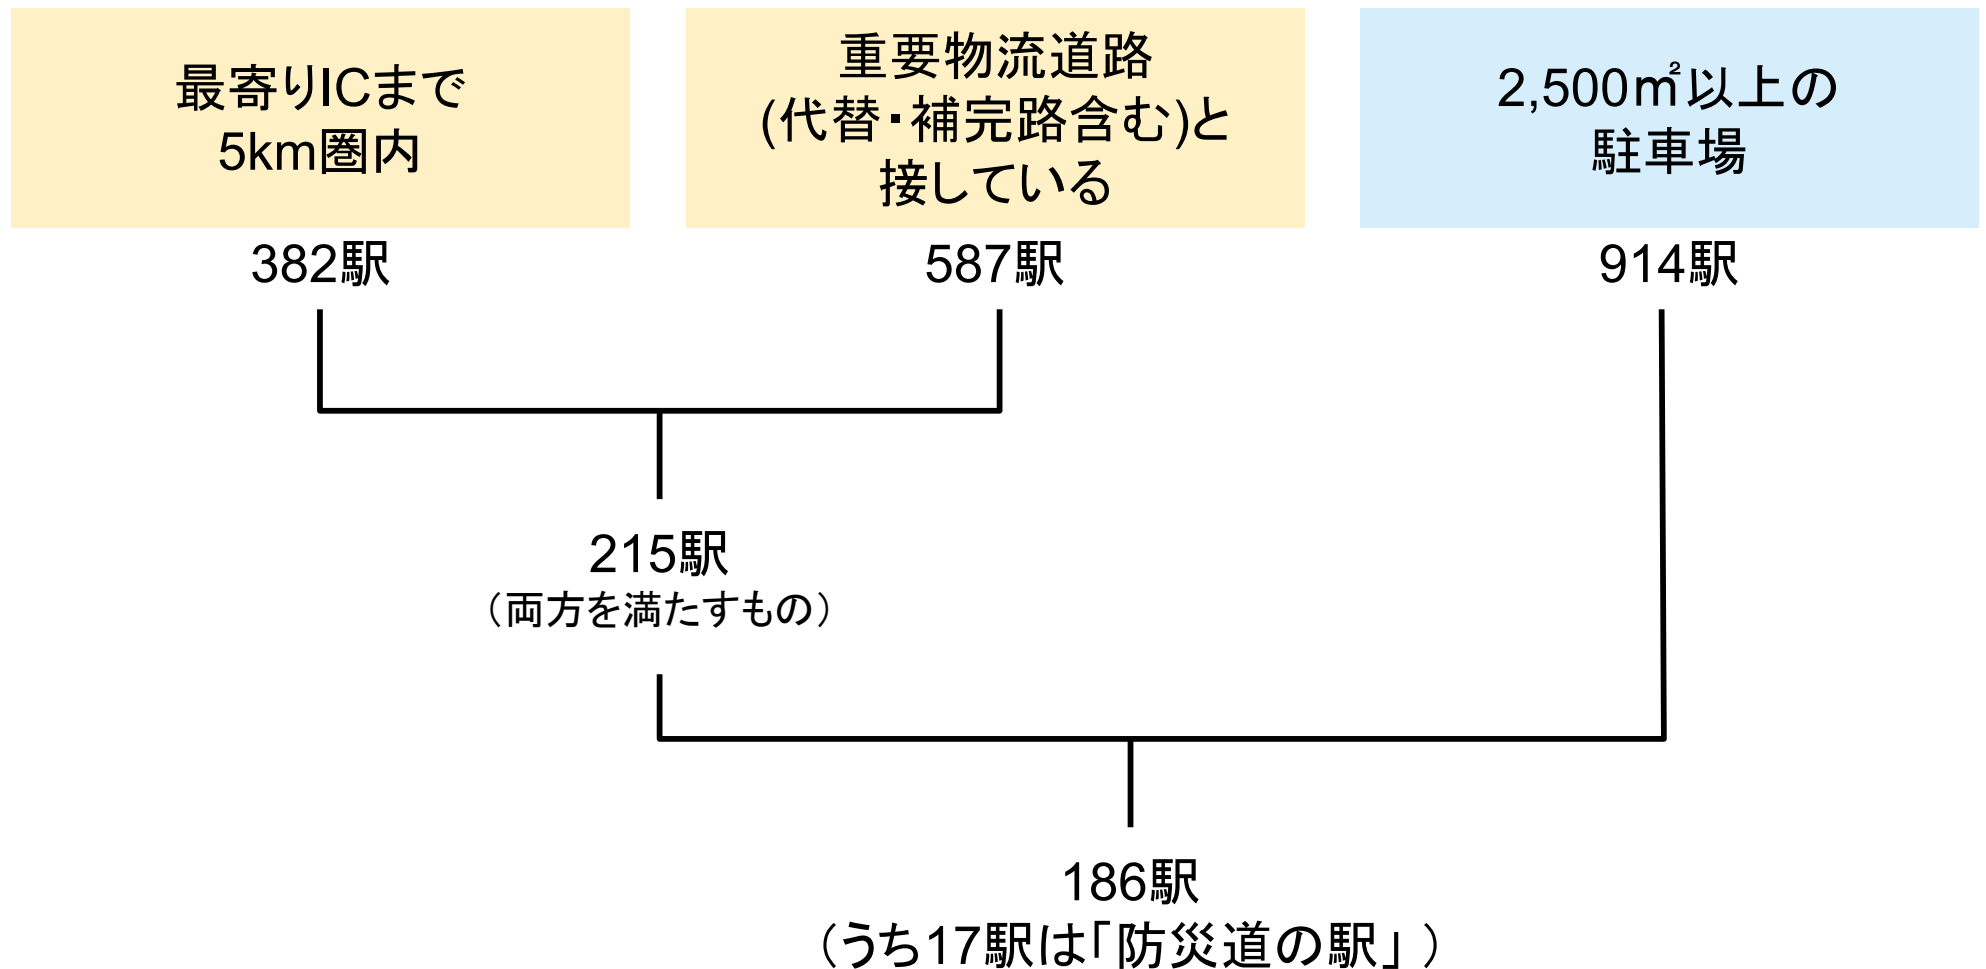 最寄りICまで
5km圏内
重要物流道路
(代替・補完路含む)と
接している
2,500㎡以上の
駐車場
382駅
587駅
914駅
215駅
（両方を満たすもの）
186駅
（うち17駅は「防災道の駅」）